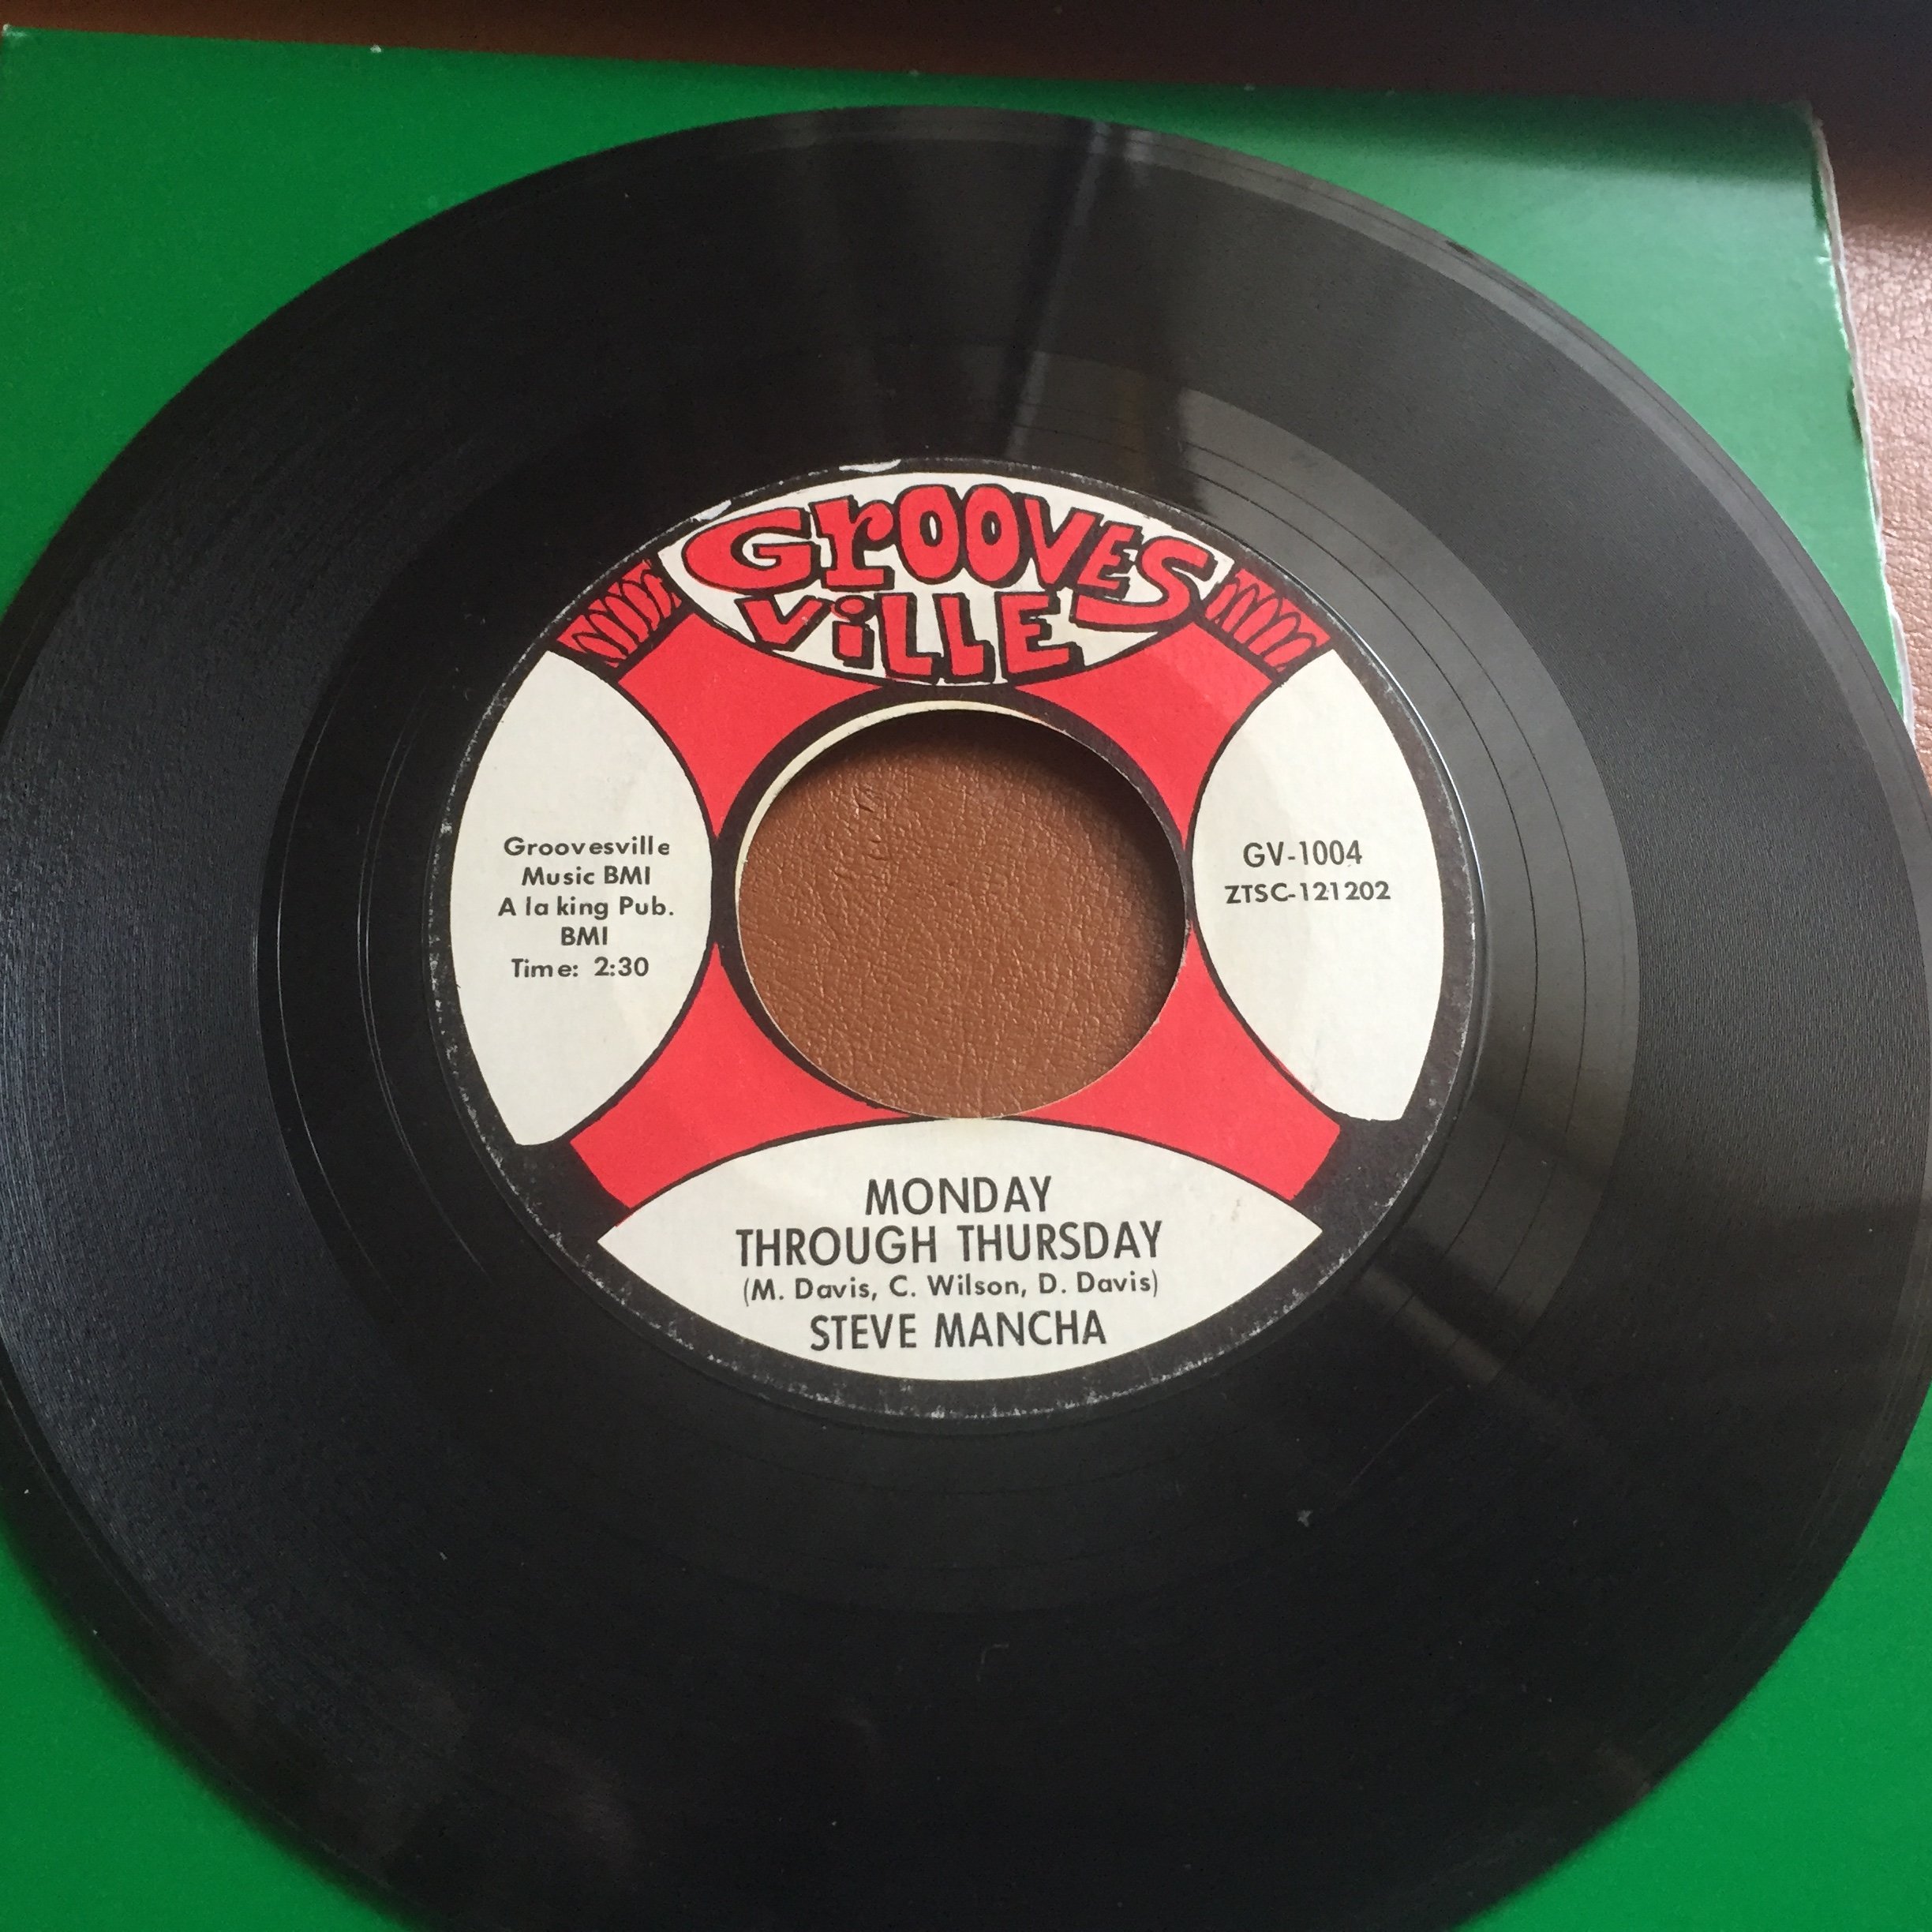 GROOVES
VILLE
Groovesville
Music BMI
A la king Pub.
BMI
Time: 2:30
GV-1004
ZTSC-121202
MONDAY
THROUGH THURSDAY
(M. Davis, C. Wilson, D. Davis)
STEVE MANCHA